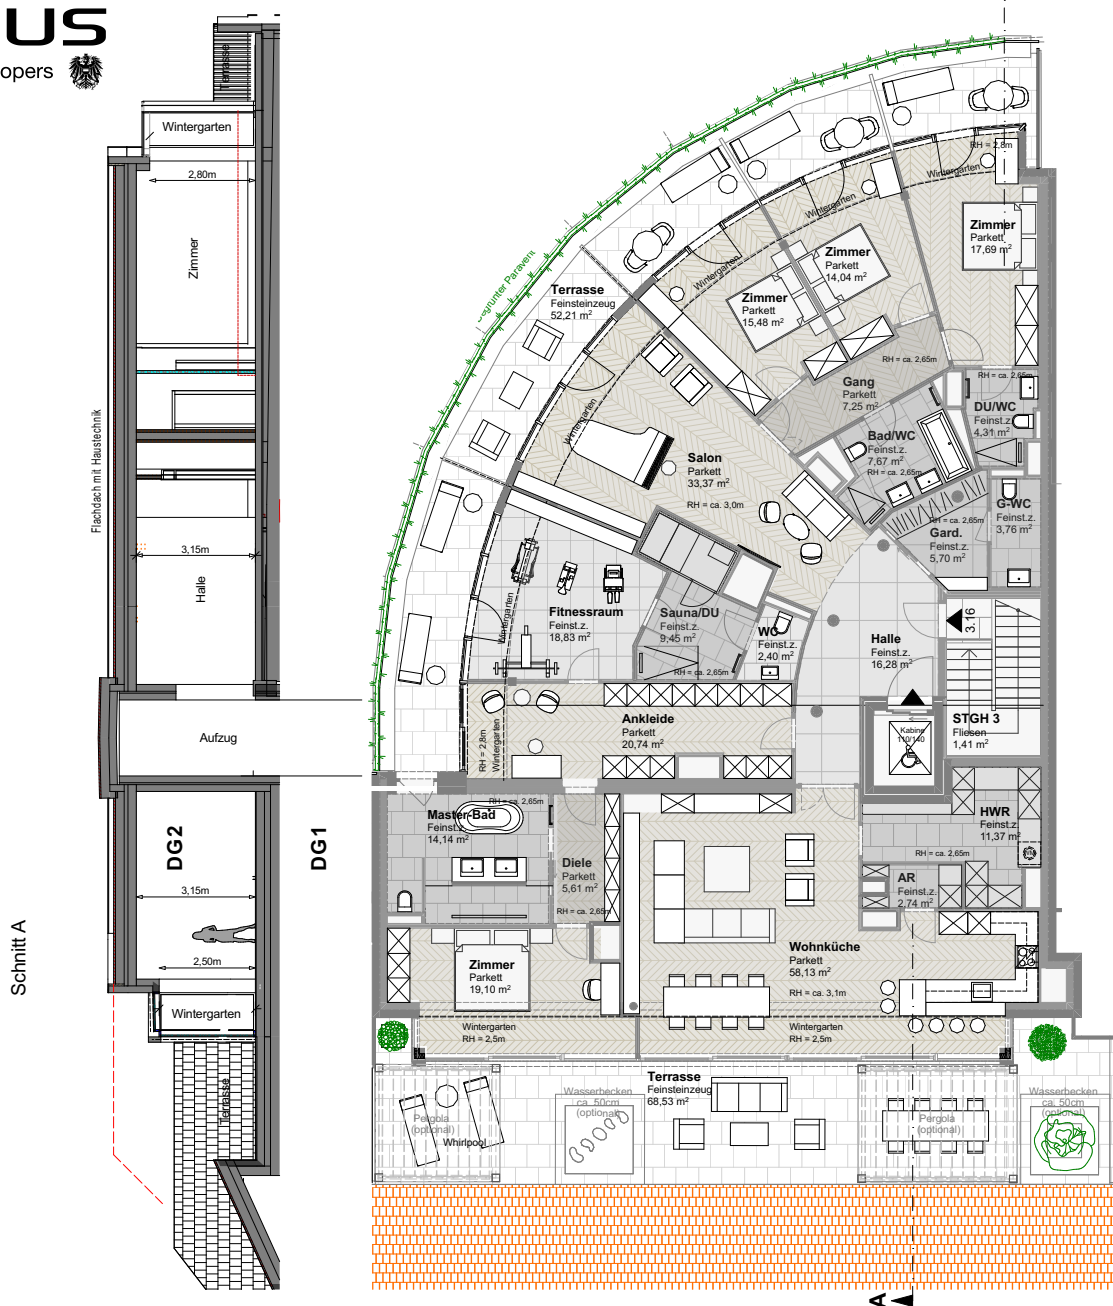 US
opers
Terrasse
Wintergarten
2,80m
Zimmer
Flachdach mit Haustechnik
3,15m
Halle
Aufzug
DG2
DG1
3,15m
2,50m
Wintergarten
Terrasse
Schnitt A
Begrünter Paravent
Terrasse
Feinsteinzeug
52,21 m²
RH = 2,8m
Wintergarten
Zimmer
Parkett
17,69 m²
Wintergarten
Zimmer
Parkett
14,04 m²
Wintergarten
Zimmer
Parkett
15,48 m²
RH = ca. 2,65m
Gang
Parkett
7,25 m²
RH = ca. 2,65m
DU/WC
Feinst.z.
4,31 m²
Bad/WC
Feinst.z.
7,67 m²
RH = ca. 2,65m
Wintergarten
Salon
Parkett
33,37 m²
RH = ca. 3,0m
G-WC
Feinst.z.
3,76 m²
RH = ca. 2,65m
Gard.
Feinst.z.
5,70 m²
Wintergarten
Fitnessraum
Feinst.z.
18,83 m²
Sauna/DU
Feinst.z.
9,45 m²
RH = ca. 2,65m
WC
Feinst.z.
2,40 m²
Halle
Feinst.z.
16,28 m²
3.16
STGH 3
Fliesen
1,41 m²
Kabine
110/140
Ankleide
Parkett
20,74 m²
RH = 2,8m
Wintergarten
RH = ca. 2,65m
Master-Bad
Feinst.z.
14,14 m²
Diele
Parkett
5,61 m²
RH = ca. 2,65m
HWR
Feinst.z.
11,37 m²
RH = ca. 2,65m
AR
Feinst.z.
2,74 m²
Wohnküche
Parkett
58,13 m²
RH = ca. 3,1m
Zimmer
Parkett
19,10 m²
Wintergarten
RH = 2,5m
Wintergarten
RH = 2,5m
Terrasse
Feinsteinzeug
68,53 m²
Pergola
(optional)
Whirlpool
Wasserbecken
ca. 50cm
(optional)
Pergola
(optional)
Wasserbecken
ca. 50cm
(optional)
A